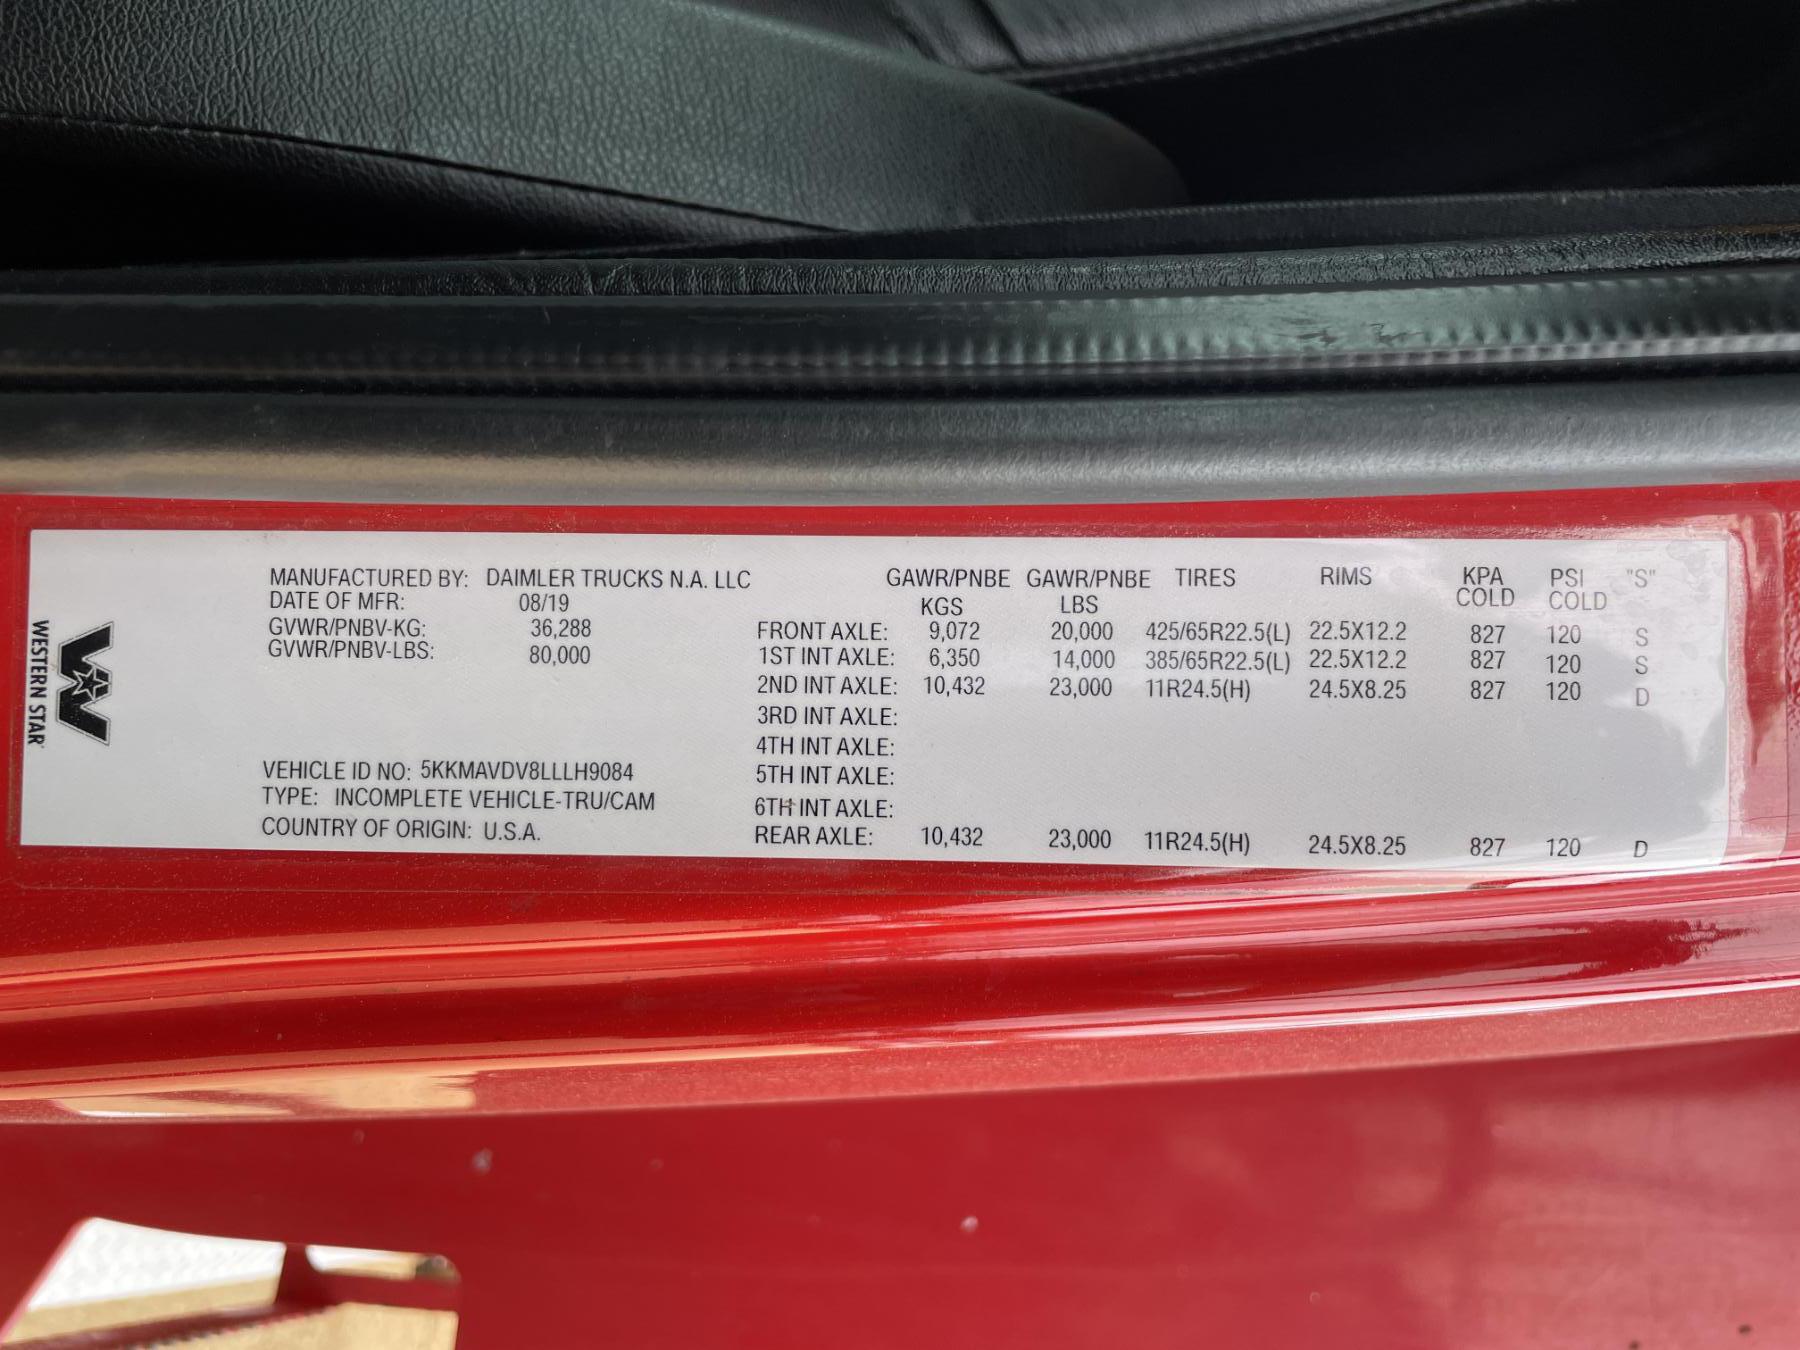 WESTERN STAR
MANUFACTURED BY: DAIMLER TRUCKS N.A. LLC
DATE OF MFR: 08/19
GVWR/PNBV-KG: 36,288
GVWR/PNBV-LBS: 80,000
VEHICLE ID NO: 5KKMAVDV8LLLH9084
TYPE: INCOMPLETE VEHICLE-TRU/CAM
COUNTRY OF ORIGIN: U.S.A.
GAWR/PNBE GAWR/PNBE TIRES RIMS KPA PSI "S"
KGS LBS COLD COLD
FRONT AXLE: 9,072 20,000 425/65R22.5(L) 22.5X12.2 827 120 S
1ST INT AXLE: 6,350 14,000 385/65R22.5(L) 22.5X12.2 827 120 S
2ND INT AXLE: 10,432 23,000 11R24.5(H) 24.5X8.25 827 120 D
3RD INT AXLE:
4TH INT AXLE:
5TH INT AXLE:
6TH INT AXLE:
REAR AXLE: 10,432 23,000 11R24.5(H) 24.5X8.25 827 120 D